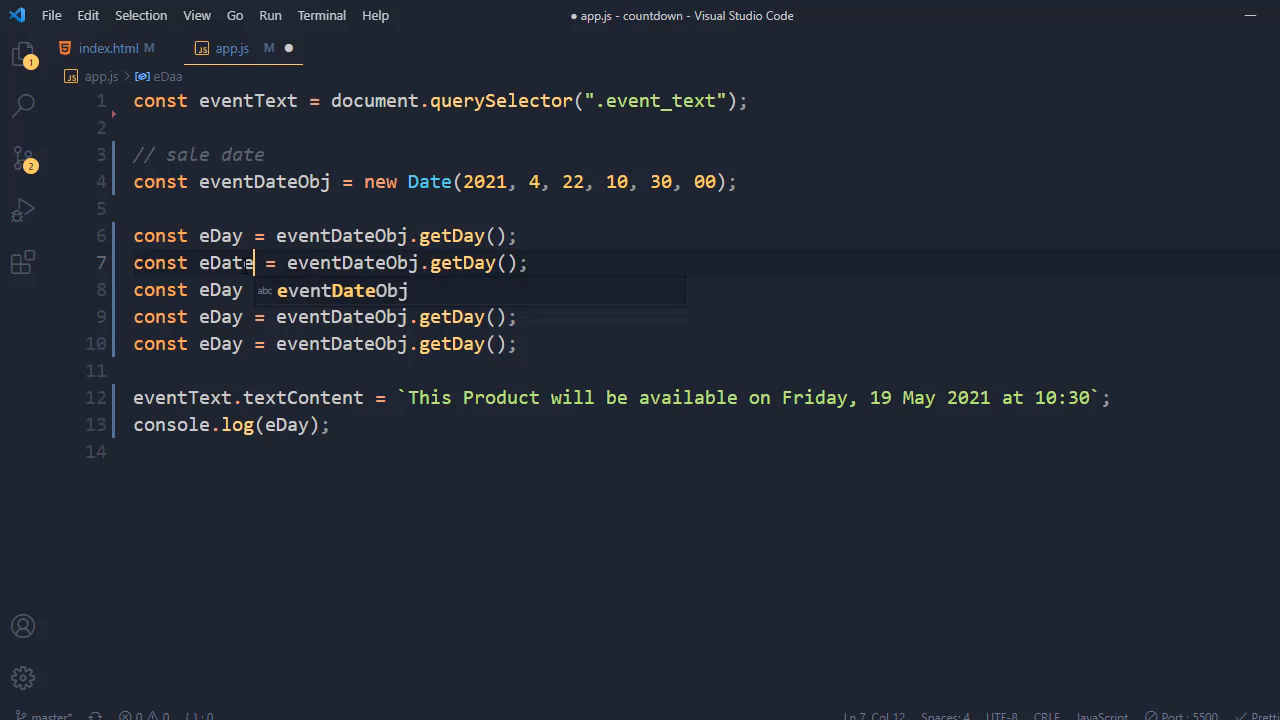 File Edit Selection View Go Run Terminal Help ● app.js - countdown - Visual Studio Code
1 index.html M JS app.js M
JS app.js > eDaa
1 const eventText = document.querySelector(".event_text");
2
2 3 // sale date
4 const eventDateObj = new Date(2021, 4, 22, 10, 30, 00);
5
6 const eDay = eventDateObj.getDay();
7 const eDate = eventDateObj.getDay();
8 const eDay abc eventDateObj
9 const eDay = eventDateObj.getDay();
10 const eDay = eventDateObj.getDay();
11
12 eventText.textContent = `This Product will be available on Friday, 19 May 2021 at 10:30`;
13 console.log(eDay);
14
master* 0 0 { } : 0 Ln 7, Col 12 Spaces: 4 UTF-8 CRLF JavaScript Port : 5500